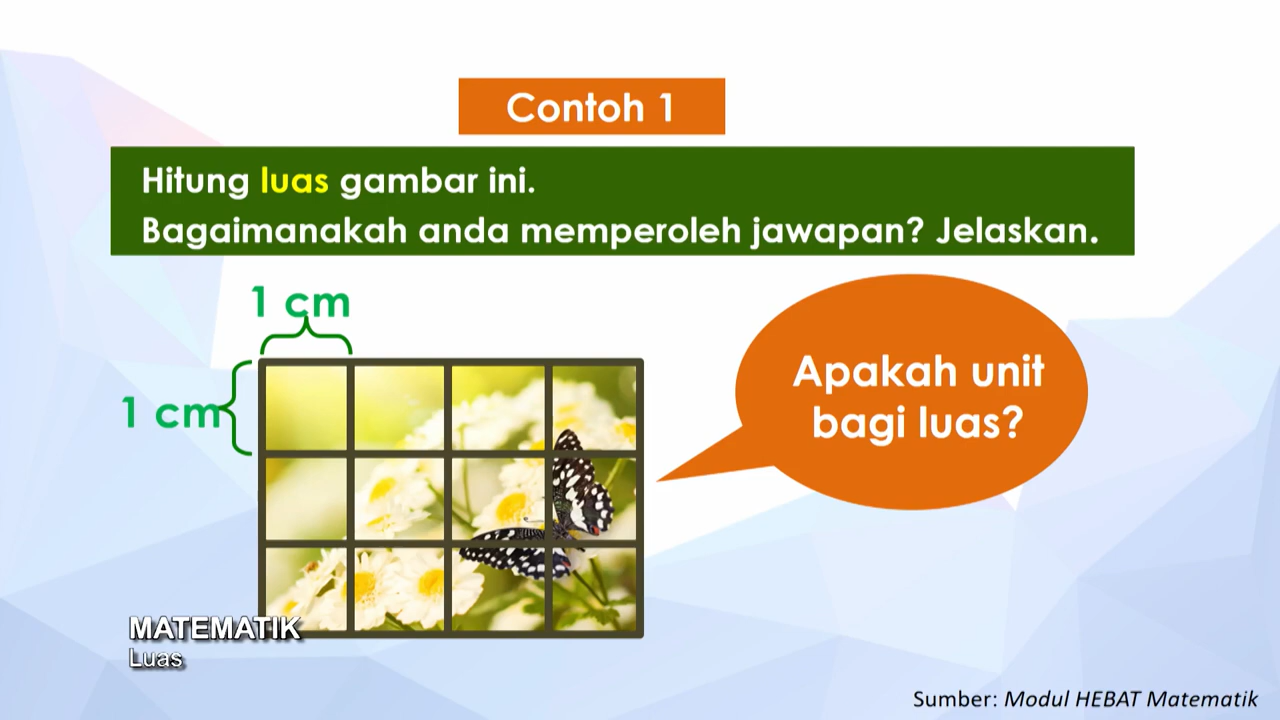 Contoh 1
Hitung luas gambar ini.
Bagaimanakah anda memperoleh jawapan? Jelaskan.
1 cm
1 cm
Apakah unit
bagi luas?
MATEMATIK
Luas
Sumber: Modul HEBAT Matematik